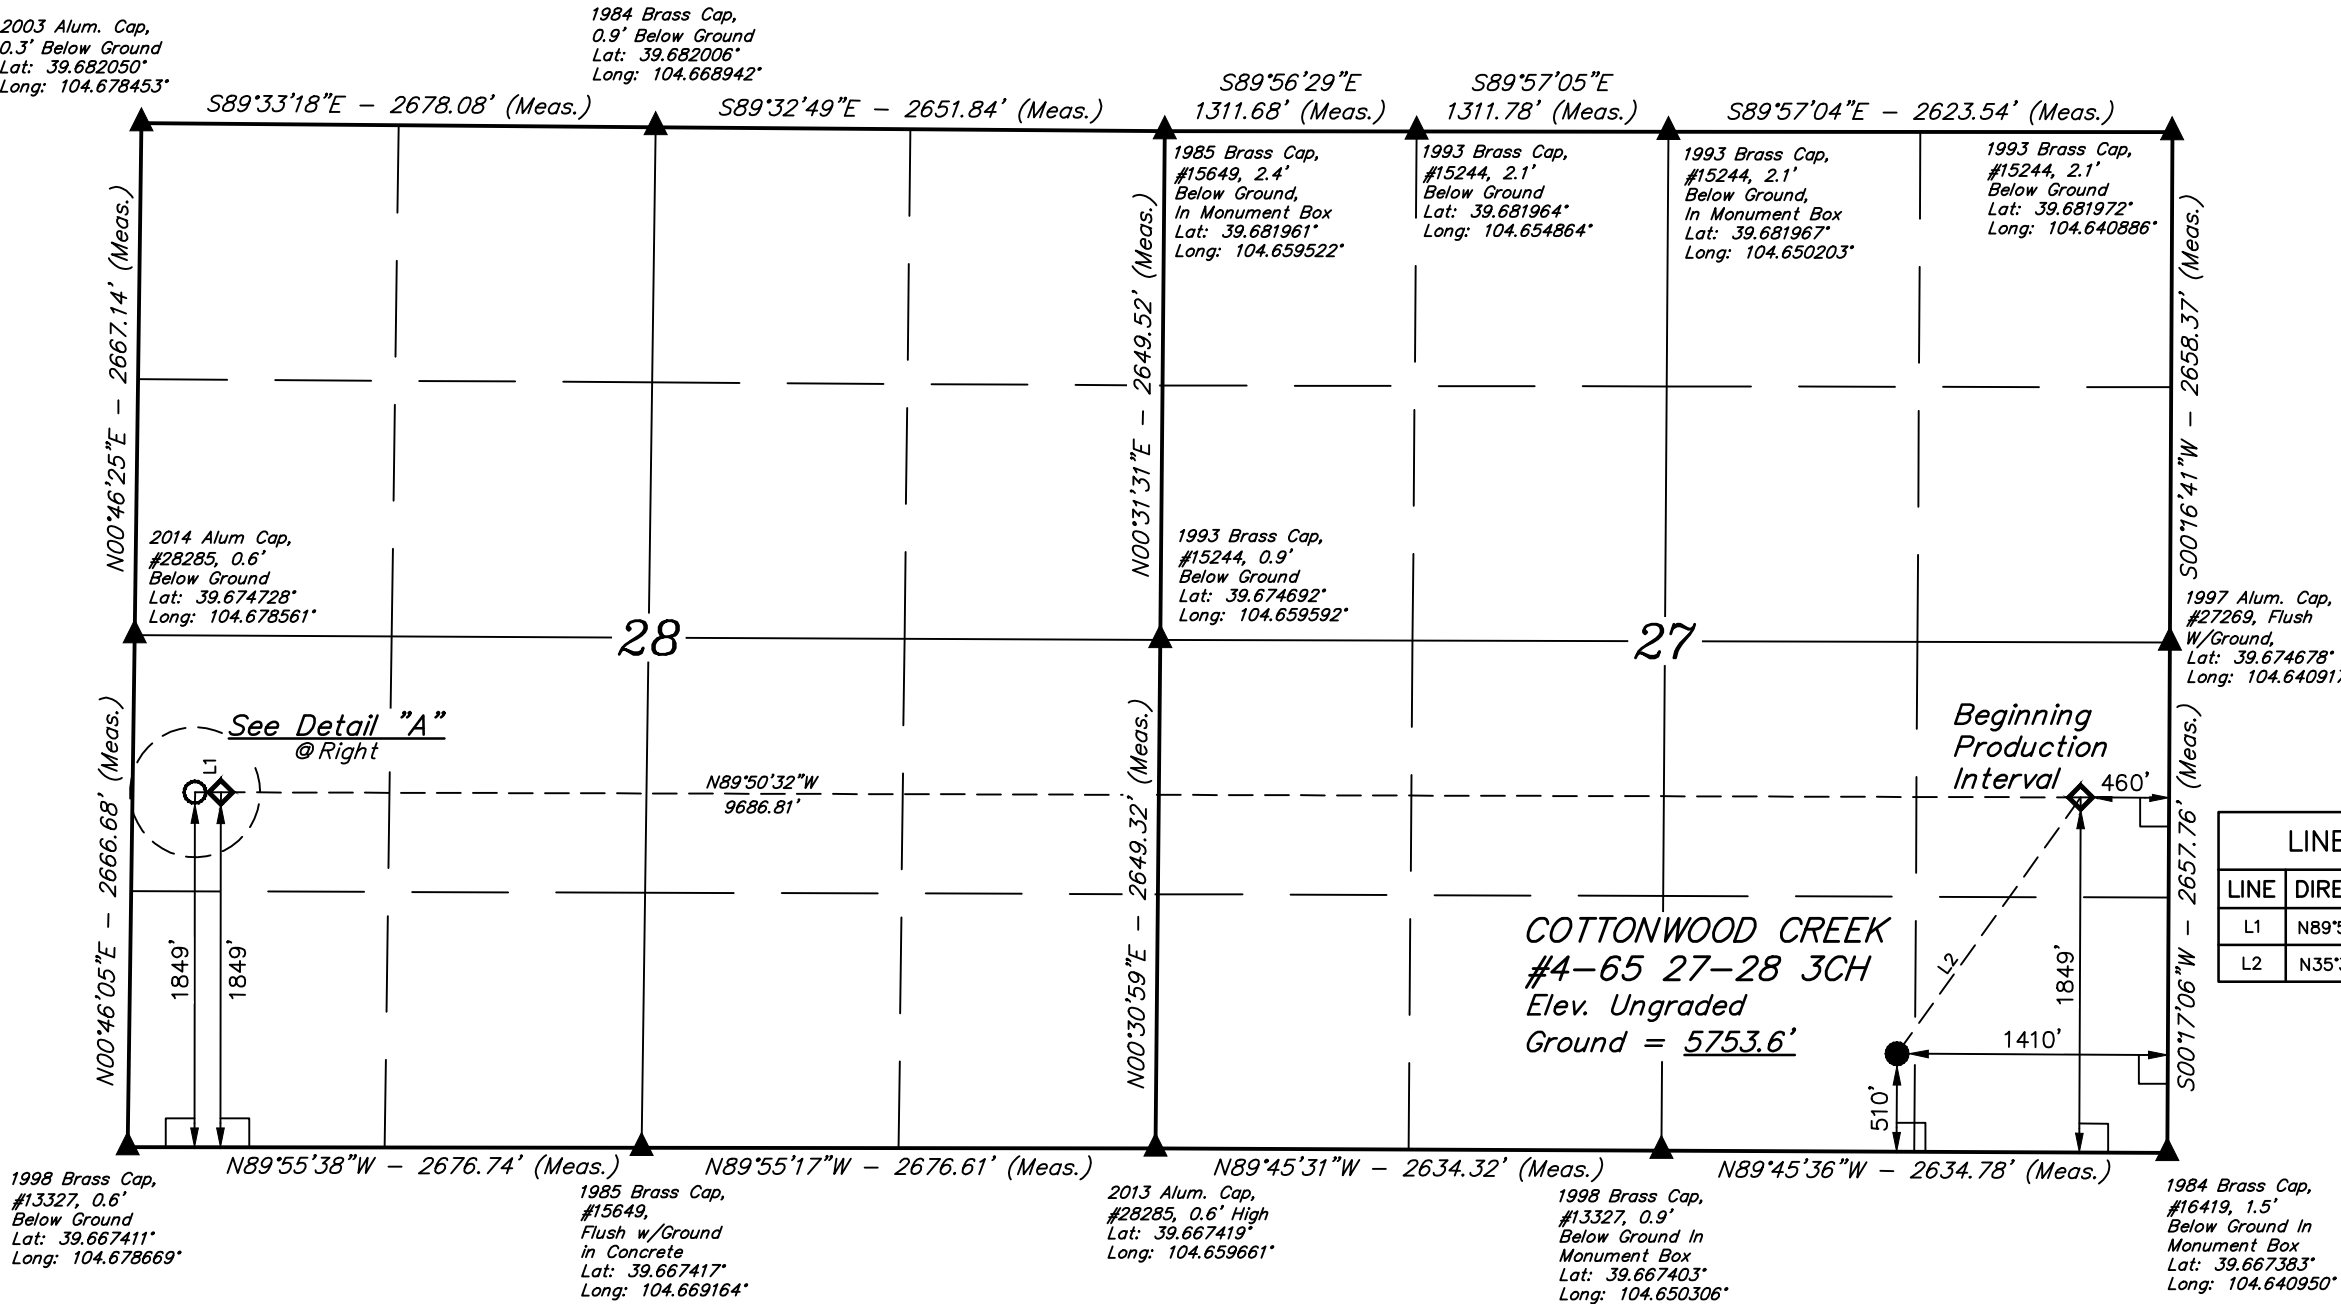 2003 Alum. Cap,
0.3' Below Ground
Lat: 39.682050°
Long: 104.678453°
1984 Brass Cap,
0.9' Below Ground
Lat: 39.682006°
Long: 104.668942°
S89°33'18"E - 2678.08' (Meas.)
S89°32'49"E - 2651.84' (Meas.)
S89°56'29"E
1311.68' (Meas.)
S89°57'05"E
1311.78' (Meas.)
S89°57'04"E - 2623.54' (Meas.)
1985 Brass Cap,
#15649, 2.4'
Below Ground,
In Monument Box
Lat: 39.681961°
Long: 104.659522°
1993 Brass Cap,
#15244, 2.1'
Below Ground
Lat: 39.681964°
Long: 104.654864°
1993 Brass Cap,
#15244, 2.1'
Below Ground,
In Monument Box
Lat: 39.681967°
Long: 104.650203°
1993 Brass Cap,
#15244, 2.1'
Below Ground
Lat: 39.681972°
Long: 104.640886°
N00°46'25"E - 2667.14' (Meas.)
N00°31'31"E - 2649.52' (Meas.)
S00°16'41"W - 2658.37' (Meas.)
2014 Alum Cap,
#28285, 0.6'
Below Ground
Lat: 39.674728°
Long: 104.678561°
1993 Brass Cap,
#15244, 0.9'
Below Ground
Lat: 39.674692°
Long: 104.659592°
1997 Alum. Cap,
#27269, Flush
W/Ground,
Lat: 39.674678°
Long: 104.640917
28
27
See Detail "A"
@ Right
L1
N89°50'32"W
9686.81'
Beginning
Production
Interval
460'
N00°46'05"E - 2666.68' (Meas.)
N00°30'59"E - 2649.32' (Meas.)
S00°17'06"W - 2657.76' (Meas.)
1849'
1849'
1849'
L2
COTTONWOOD CREEK
#4-65 27-28 3CH
Elev. Ungraded
Ground = 5753.6'
1410'
510'
LINE
LINE DIRE
L1 N89°5
L2 N35°
N89°55'38"W - 2676.74' (Meas.)
N89°55'17"W - 2676.61' (Meas.)
N89°45'31"W - 2634.32' (Meas.)
N89°45'36"W - 2634.78' (Meas.)
1998 Brass Cap,
#13327, 0.6'
Below Ground
Lat: 39.667411°
Long: 104.678669°
1985 Brass Cap,
#15649,
Flush w/Ground
in Concrete
Lat: 39.667417°
Long: 104.669164°
2013 Alum. Cap,
#28285, 0.6' High
Lat: 39.667419°
Long: 104.659661°
1998 Brass Cap,
#13327, 0.9'
Below Ground In
Monument Box
Lat: 39.667403°
Long: 104.650306°
1984 Brass Cap,
#16419, 1.5'
Below Ground In
Monument Box
Lat: 39.667383°
Long: 104.640950°